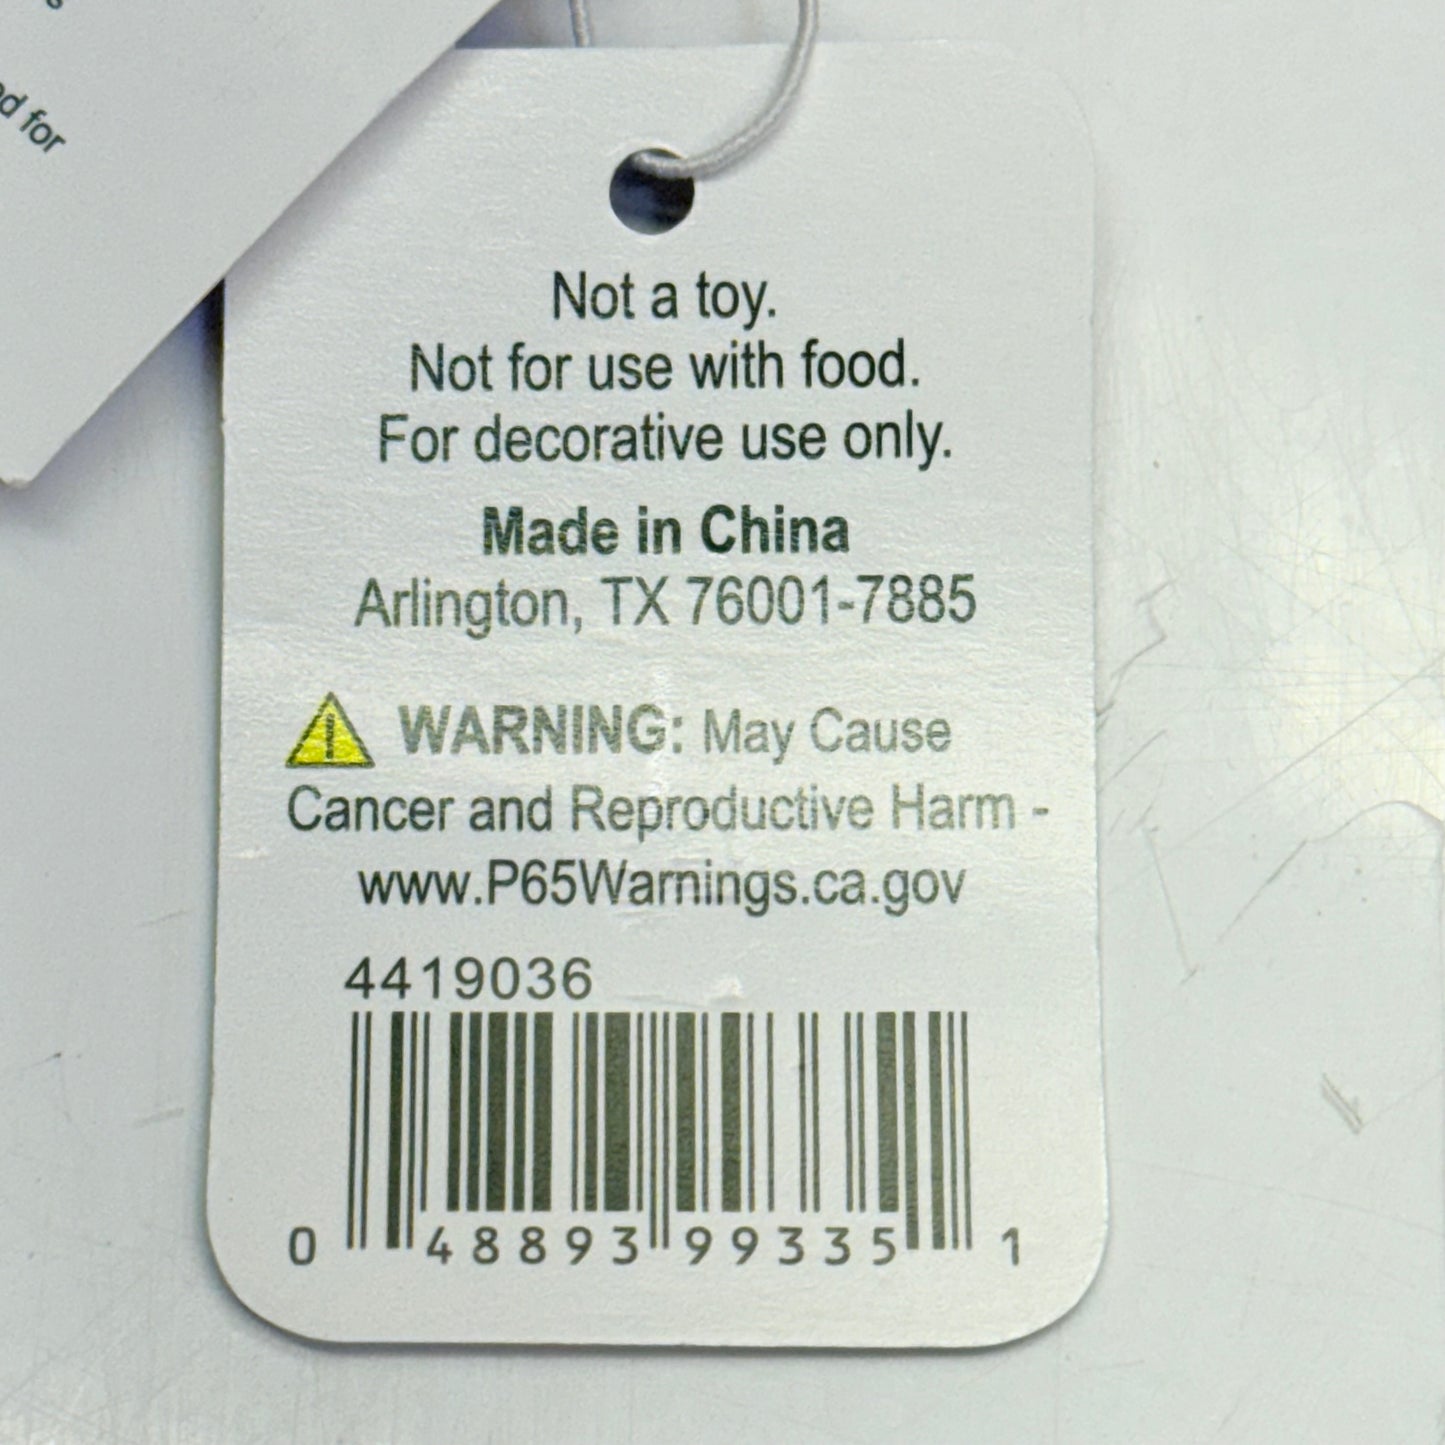 d for
Not a toy.
Not for use with food.
For decorative use only.
Made in China
Arlington, TX 76001-7885
WARNING: May Cause
Cancer and Reproductive Harm -
www.P65Warnings.ca.gov
4419036
0 48893 99335 1